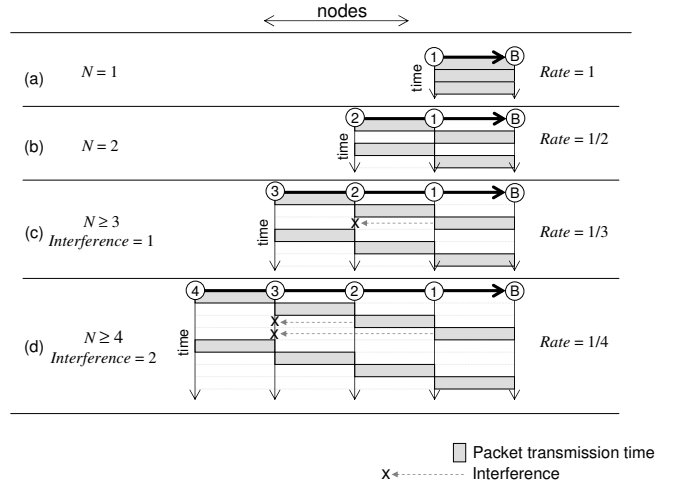 nodes
(a) N = 1 time 1 B Rate = 1
(b) N = 2 time 2 1 B Rate = 1/2
(c) N ≥ 3 Interference = 1 time 3 2 1 B X Rate = 1/3
(d) N ≥ 4 Interference = 2 time 4 3 2 1 B X X Rate = 1/4
Packet transmission time
X Interference